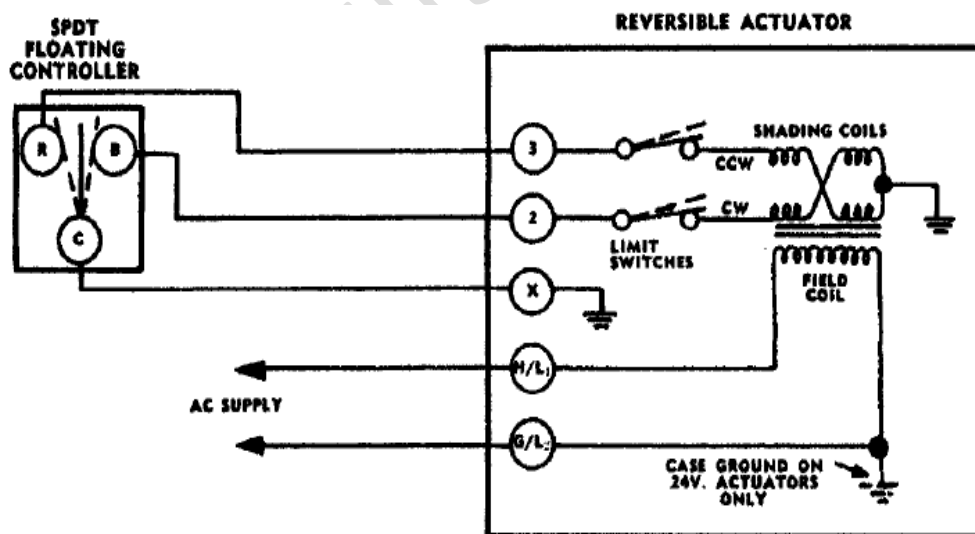 REVERSIBLE ACTUATOR
SPDT
FLOATING
CONTROLLER
R
B
C
3
2
X
H/L₁
G/L₂
CCW
CW
SHADING COILS
LIMIT
SWITCHES
FIELD
COIL
AC SUPPLY
CASE GROUND ON
24V. ACTUATORS
ONLY